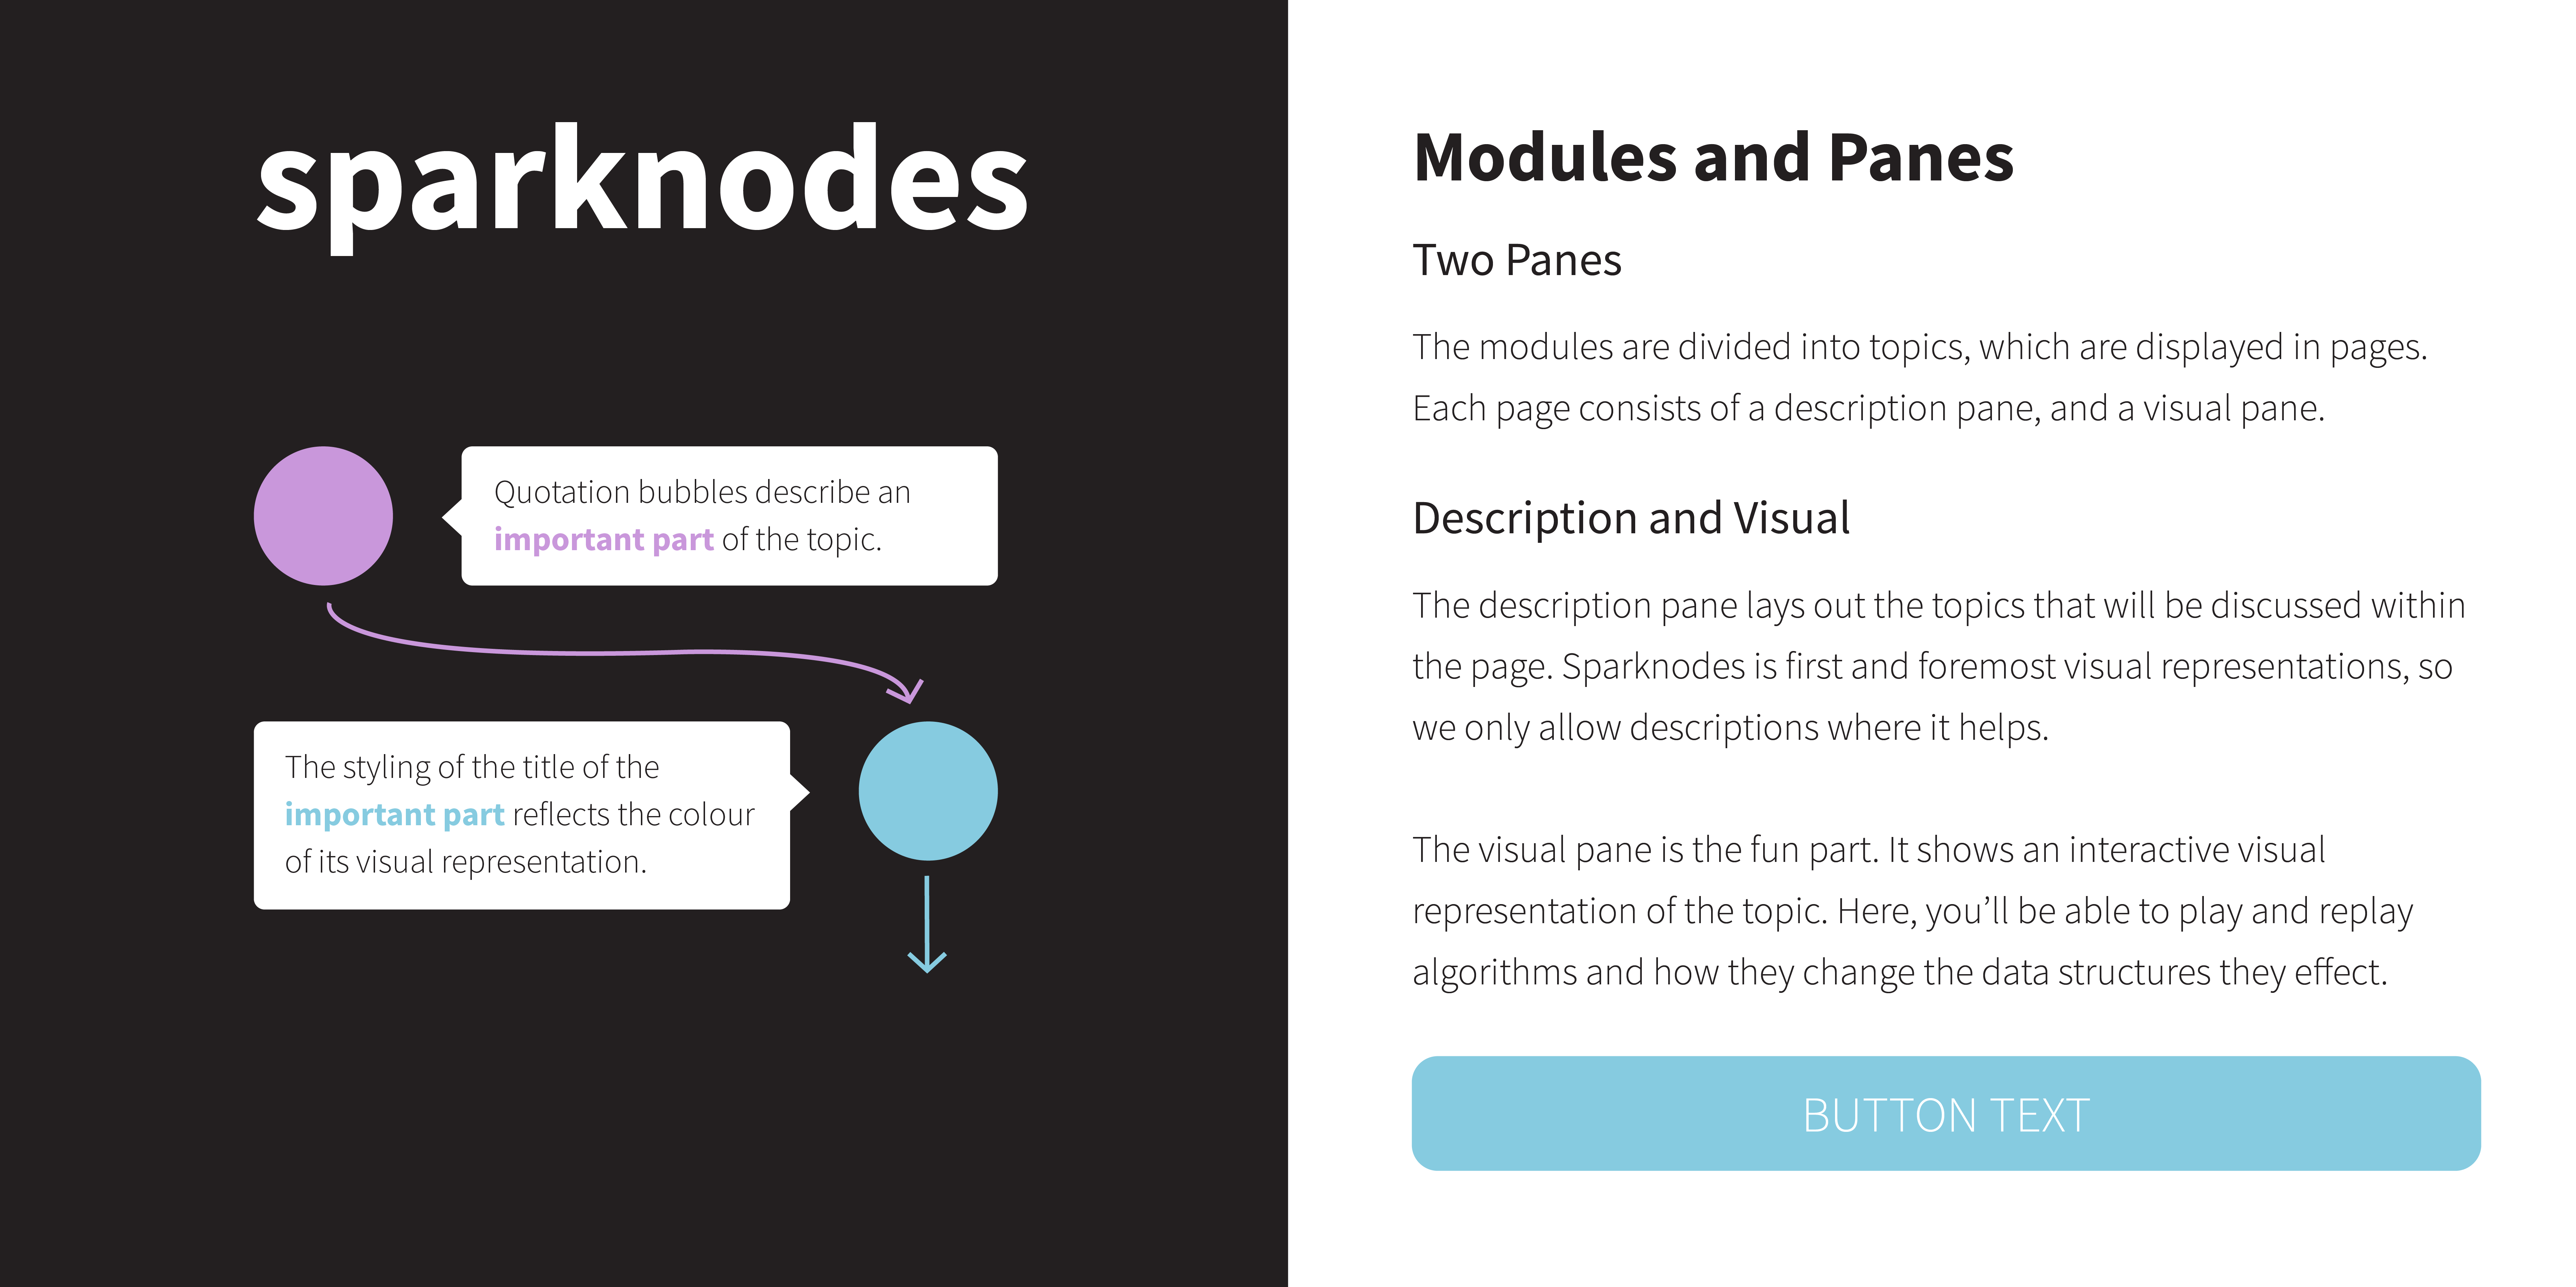 sparknodes
Quotation bubbles describe an
important part of the topic.
The styling of the title of the
important part reflects the colour
of its visual representation.
Modules and Panes
Two Panes
The modules are divided into topics, which are displayed in pages.
Each page consists of a description pane, and a visual pane.
Description and Visual
The description pane lays out the topics that will be discussed within
the page. Sparknodes is first and foremost visual representations, so
we only allow descriptions where it helps.
The visual pane is the fun part. It shows an interactive visual
representation of the topic. Here, you’ll be able to play and replay
algorithms and how they change the data structures they effect.
BUTTON TEXT